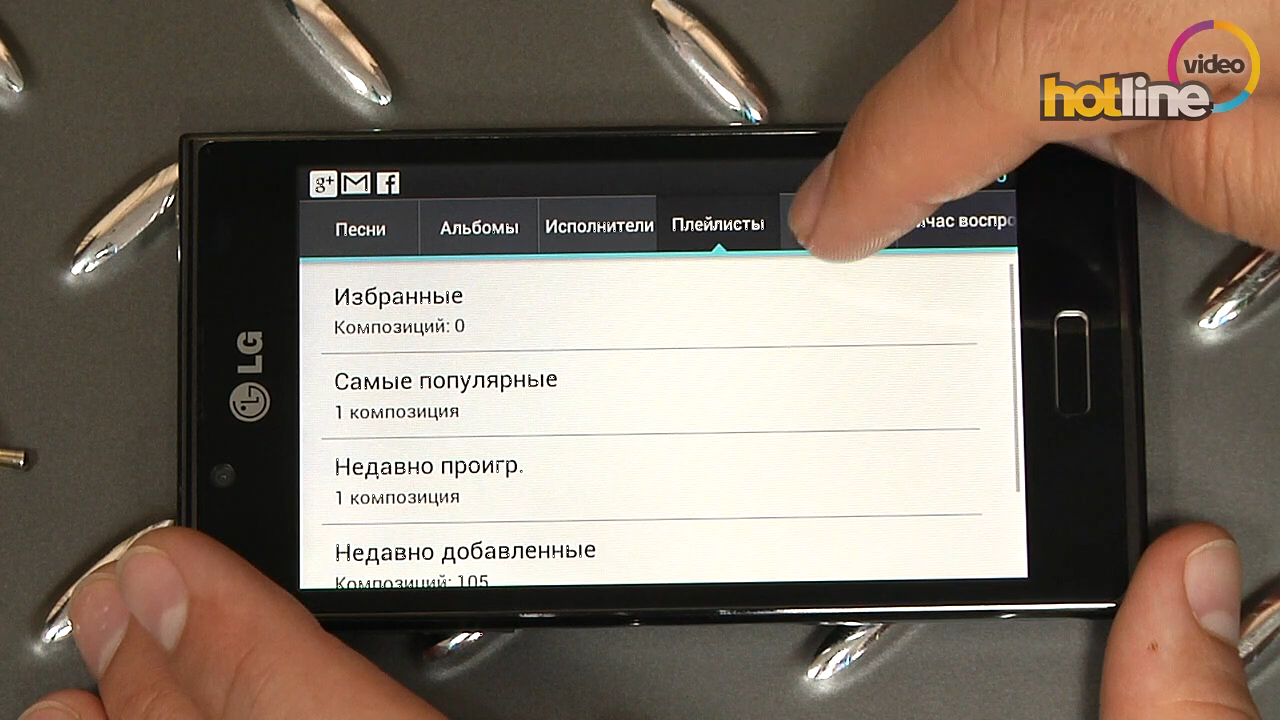 video
hotline
g+ M f
Песни Альбомы Исполнители Плейлисты
Избранные
Композиций: 0
Самые популярные
1 композиция
Недавно проигр.
1 композиция
Недавно добавленные
Композиций: 105
LG
LG